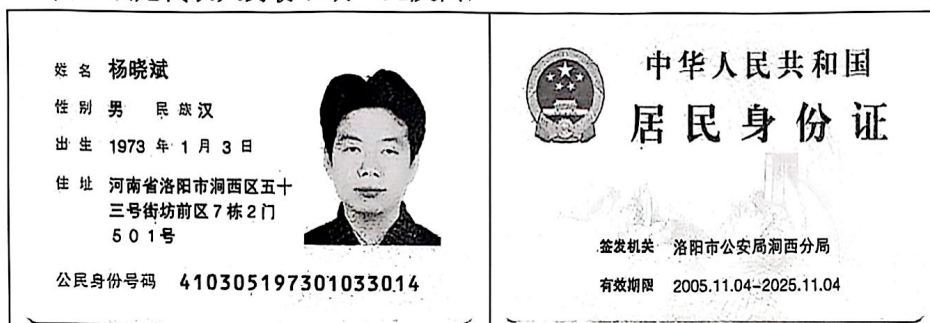 姓名 杨晓斌
性别 男 民族 汉
出生 1973 年 1 月 3 日
住址 河南省洛阳市涧西区五十
三号街坊前区7栋2门
501号
公民身份号码 410305197301033014
中华人民共和国
居民身份证
签发机关 洛阳市公安局涧西分局
有效期限 2005.11.04-2025.11.04